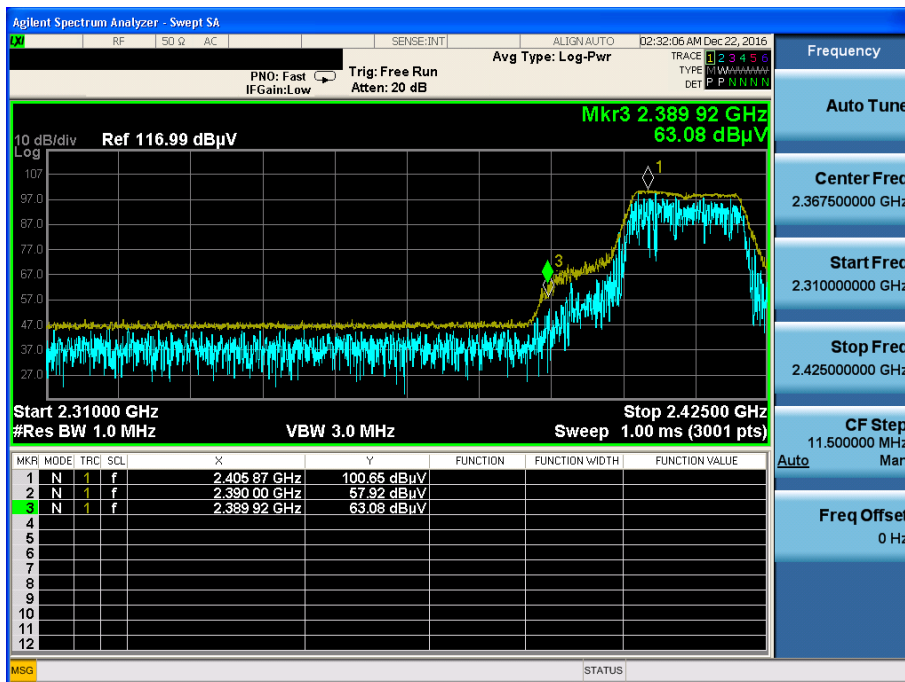 Agilent Spectrum Analyzer - Swept SA
LXI RF 50 Ω AC SENSE:INT ALIGN AUTO 02:32:06 AM Dec 22, 2016
Avg Type: Log-Pwr
TRACE 1 2 3 4 5 6
PNO: Fast Trig: Free Run
TYPE M WWWWWW
IFGain:Low Atten: 20 dB
DET P P N N N N
Frequency
Auto Tune
Mkr3 2.389 92 GHz
10 dB/div Ref 116.99 dBµV 63.08 dBµV
Log
107
97.0
87.0
77.0
67.0
57.0
47.0
37.0
27.0
1
3
Start 2.31000 GHz Stop 2.42500 GHz
#Res BW 1.0 MHz VBW 3.0 MHz Sweep 1.00 ms (3001 pts)
Center Freq
2.367500000 GHz
Start Freq
2.310000000 GHz
Stop Freq
2.425000000 GHz
CF Step
11.500000 MHz
Auto Man
Freq Offset
0 Hz
MKR MODE TRC SCL X Y FUNCTION FUNCTION WIDTH FUNCTION VALUE
1 N 1 f 2.405 87 GHz 100.65 dBµV
2 N 1 f 2.390 00 GHz 57.92 dBµV
3 N 1 f 2.389 92 GHz 63.08 dBµV
4
5
6
7
8
9
10
11
12
MSG STATUS